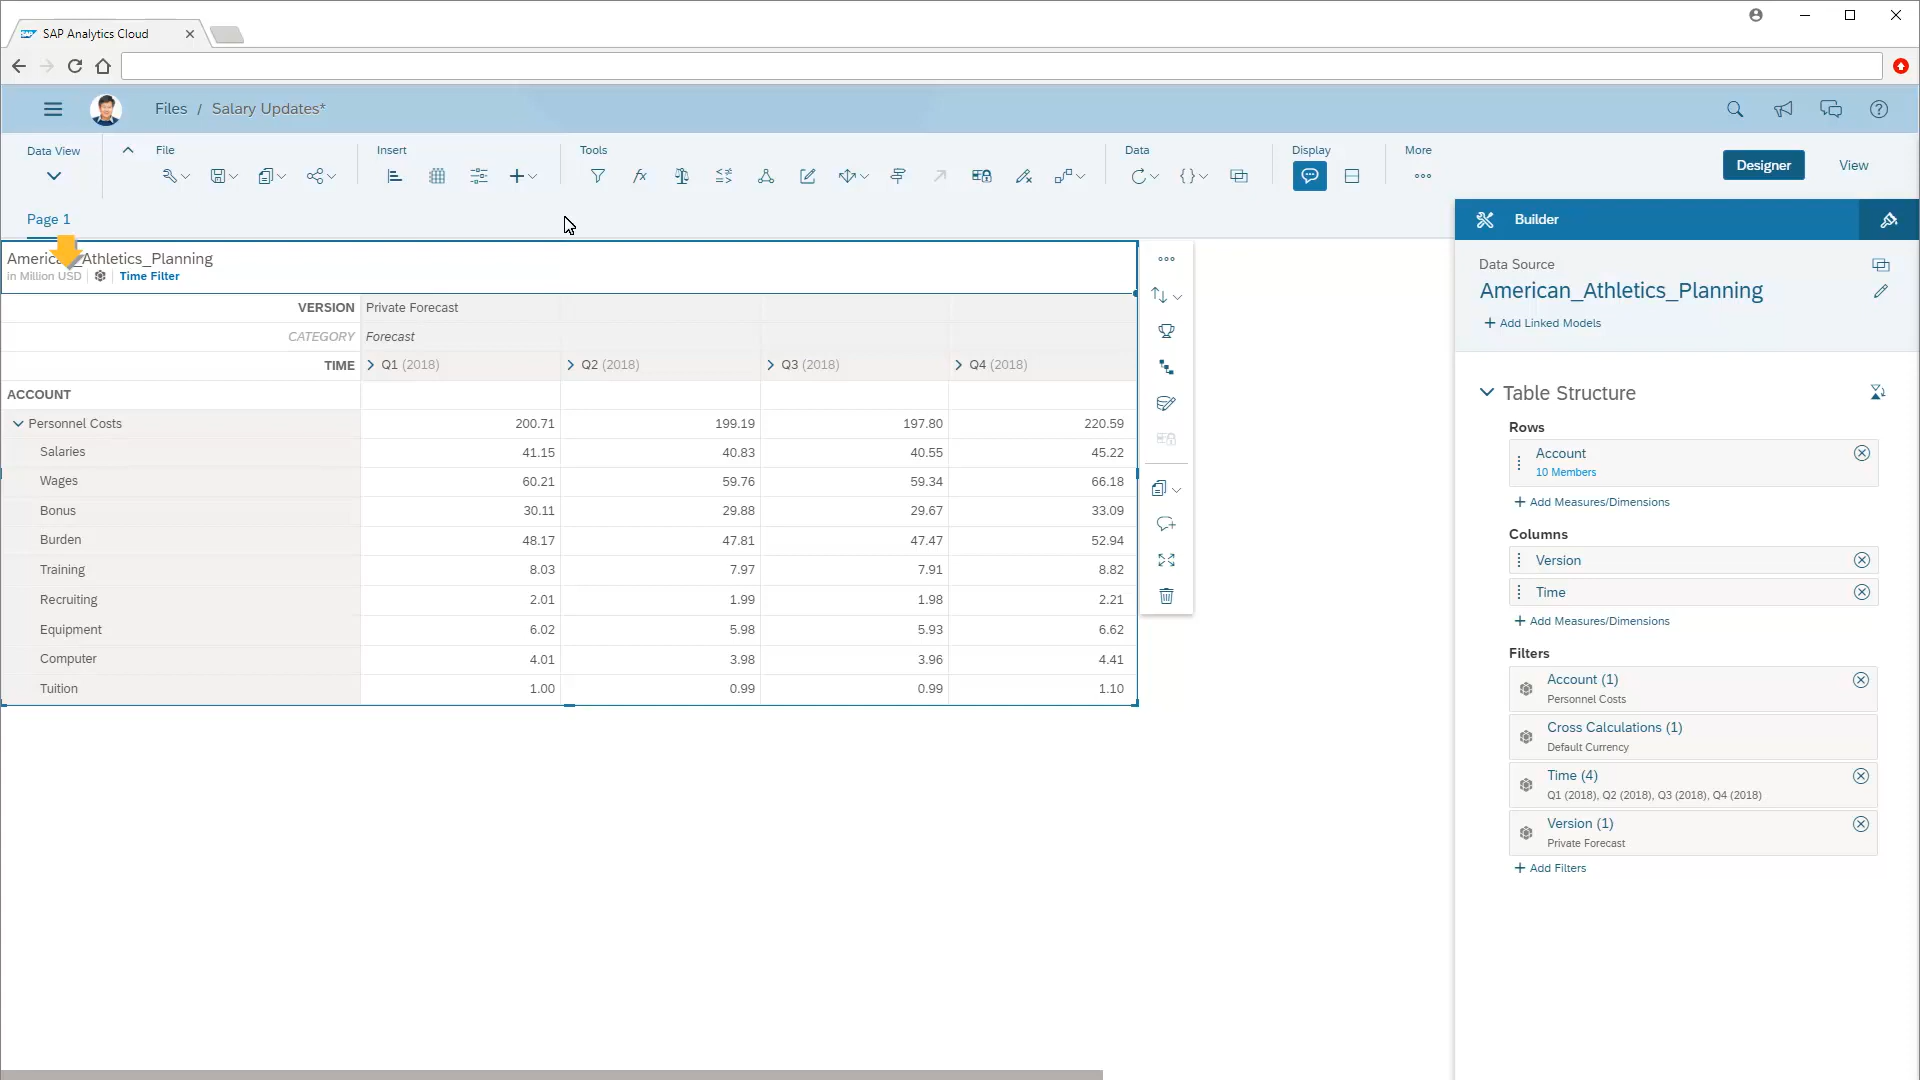 SAP Analytics Cloud
Files / Salary Updates*
Data View
File
Insert
Tools
Data
Display
More
Designer
View
Page 1
Builder
American_Athletics_Planning
in Million USD
Time Filter
VERSION Private Forecast
CATEGORY Forecast
TIME Q1 (2018) Q2 (2018) Q3 (2018) Q4 (2018)
ACCOUNT
Personnel Costs 200.71 199.19 197.80 220.59
Salaries 41.15 40.83 40.55 45.22
Wages 60.21 59.76 59.34 66.18
Bonus 30.11 29.88 29.67 33.09
Burden 48.17 47.81 47.47 52.94
Training 8.03 7.97 7.91 8.82
Recruiting 2.01 1.99 1.98 2.21
Equipment 6.02 5.98 5.93 6.62
Computer 4.01 3.98 3.96 4.41
Tuition 1.00 0.99 0.99 1.10
Data Source
American_Athletics_Planning
+ Add Linked Models
Table Structure
Rows
Account
10 Members
+ Add Measures/Dimensions
Columns
Version
Time
+ Add Measures/Dimensions
Filters
Account (1)
Personnel Costs
Cross Calculations (1)
Default Currency
Time (4)
Q1 (2018), Q2 (2018), Q3 (2018), Q4 (2018)
Version (1)
Private Forecast
+ Add Filters